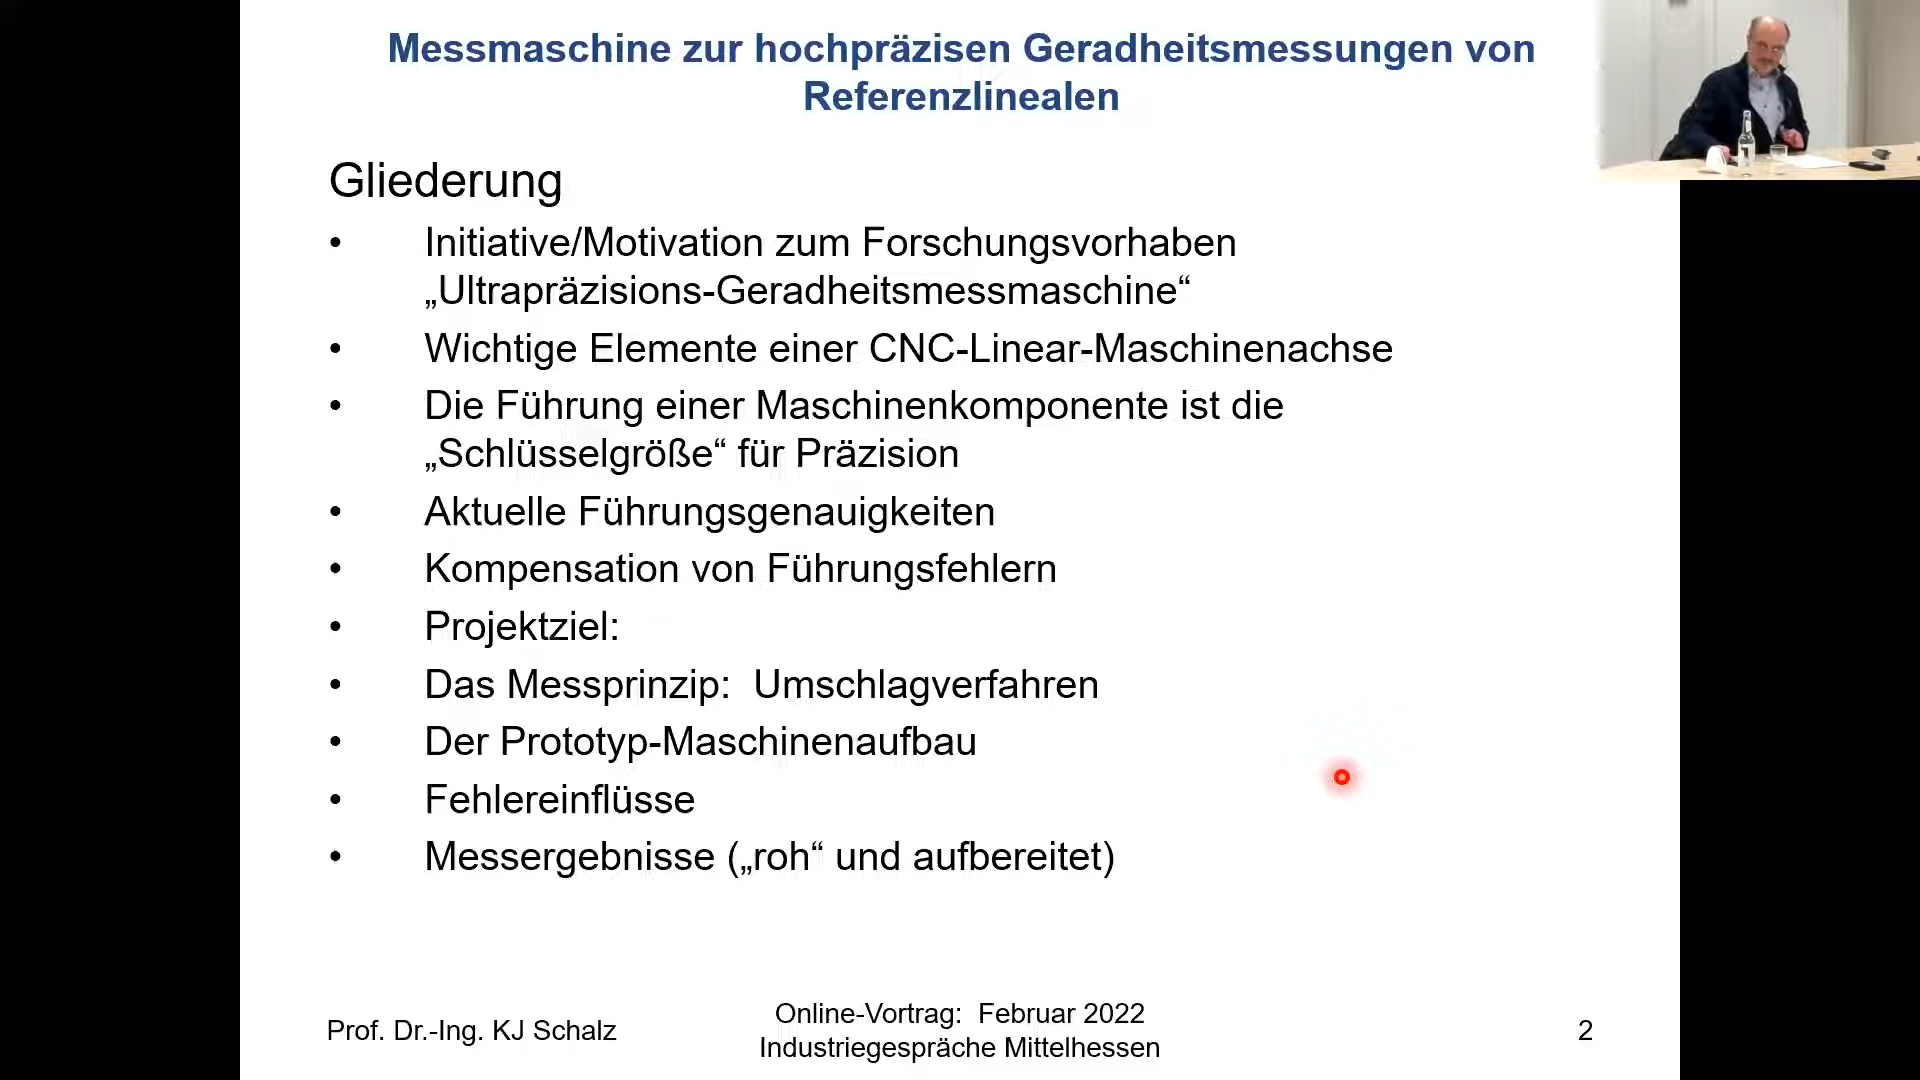 Messmaschine zur hochpräzisen Geradheitsmessungen von
Referenzlinealen
Gliederung
• Initiative/Motivation zum Forschungsvorhaben
„Ultrapräzisions-Geradheitsmessmaschine“
• Wichtige Elemente einer CNC-Linear-Maschinenachse
• Die Führung einer Maschinenkomponente ist die
„Schlüsselgröße“ für Präzision
• Aktuelle Führungsgenauigkeiten
• Kompensation von Führungsfehlern
• Projektziel:
• Das Messprinzip: Umschlagverfahren
• Der Prototyp-Maschinenaufbau
• Fehlereinflüsse
• Messergebnisse („roh“ und aufbereitet)
Prof. Dr.-Ing. KJ Schalz
Online-Vortrag: Februar 2022
Industriegespräche Mittelhessen
2